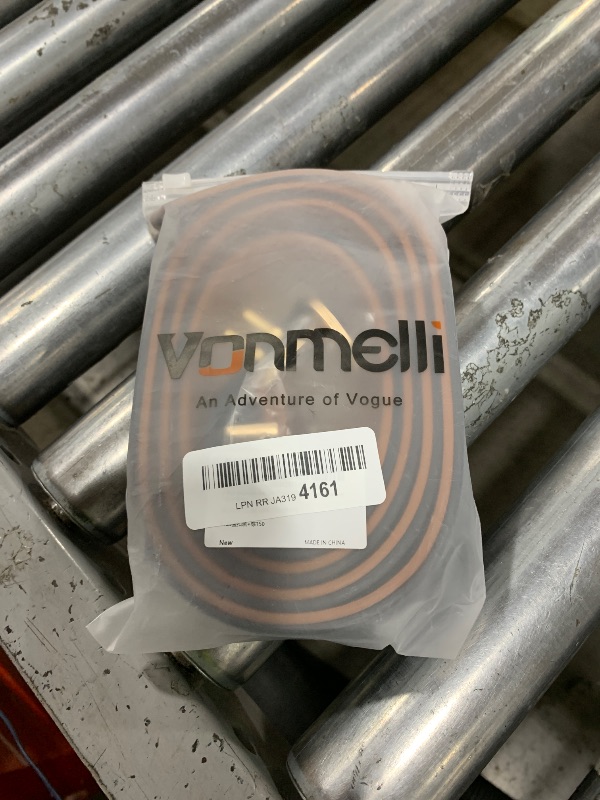 vonmelli
An Adventure of Vogue
LPN RR JA319 4161
New MADE IN CHINA